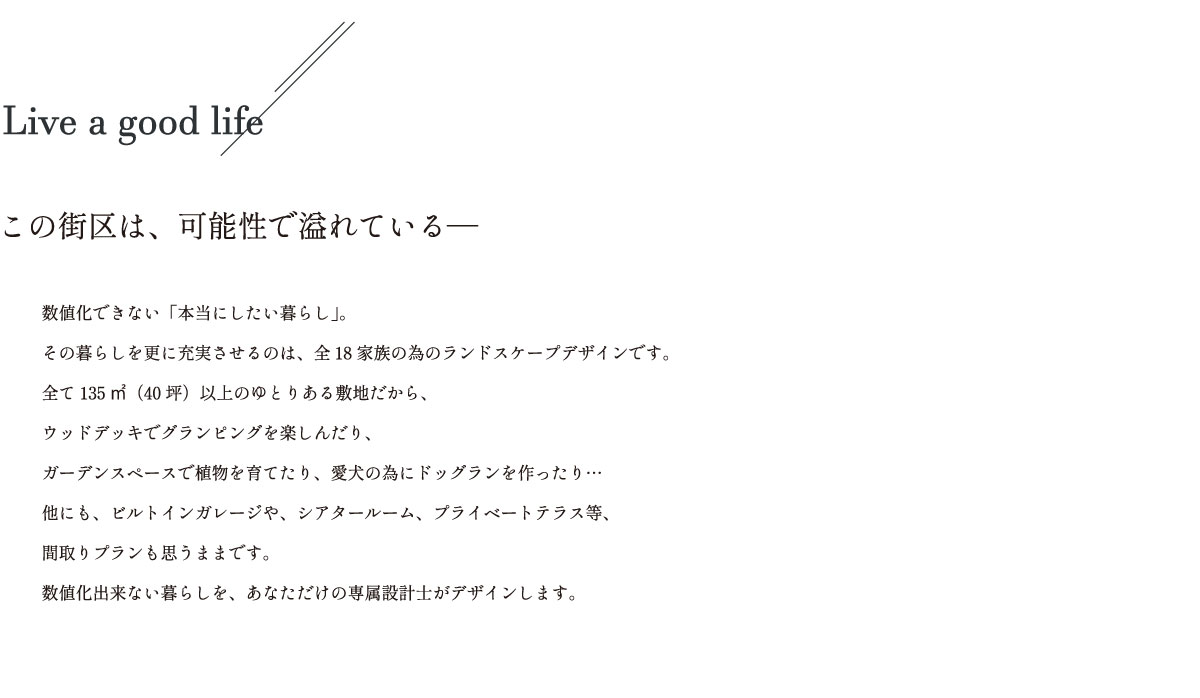 Live a good life
この街区は、可能性で溢れている―
数値化できない「本当にしたい暮らし」。
その暮らしを更に充実させるのは、全 18 家族の為のランドスケープデザインです。
全て 135 ㎡（40 坪）以上のゆとりある敷地だから、
ウッドデッキでグランピングを楽しんだり、
ガーデンスペースで植物を育てたり、愛犬の為にドッグランを作ったり…
他にも、ビルトインガレージや、シアタールーム、プライベートテラス等、
間取りプランも思うままです。
数値化出来ない暮らしを、あなただけの専属設計士がデザインします。